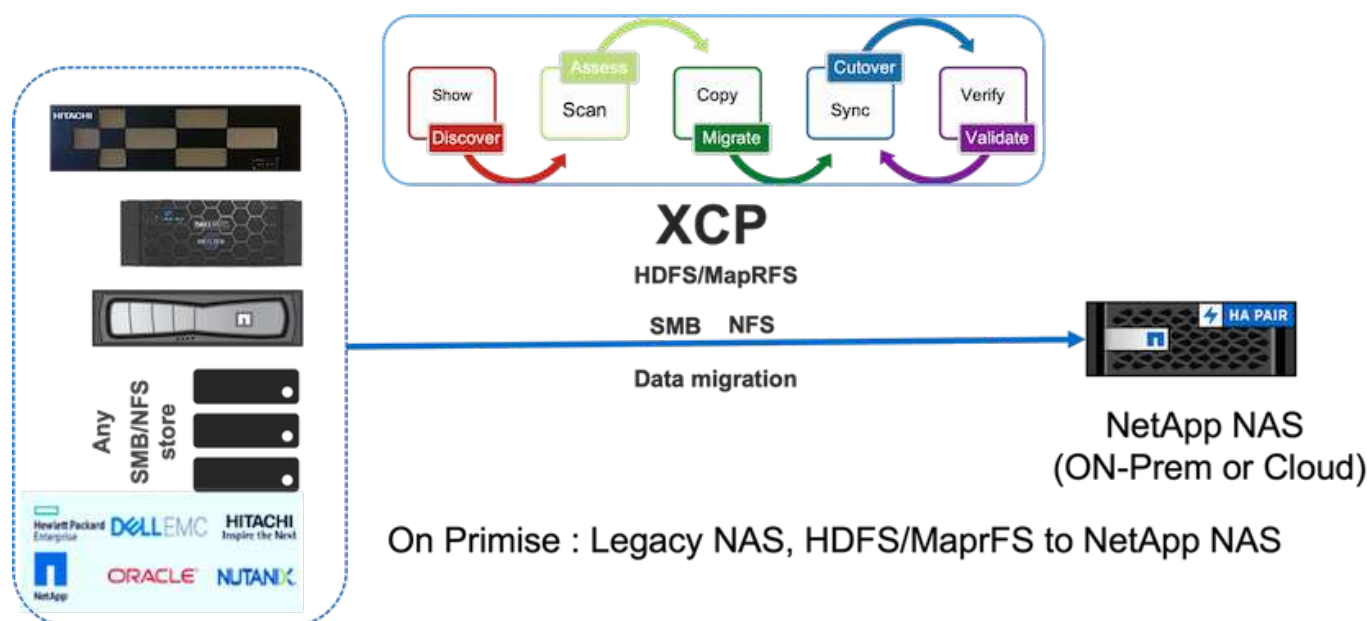 Show
Discover
Assess
Scan
Copy
Migrate
Cutover
Sync
Verify
Validate
XCP
HDFS/MapRFS
SMB NFS
Data migration
HITACHI
Any
SMB/NFS
store
Hewlett Packard
Enterprise
DELLEMC
HITACHI
Inspire the Next
NetApp
ORACLE
NUTANIX
HA PAIR
NetApp NAS
(ON-Prem or Cloud)
On Primise : Legacy NAS, HDFS/MaprFS to NetApp NAS